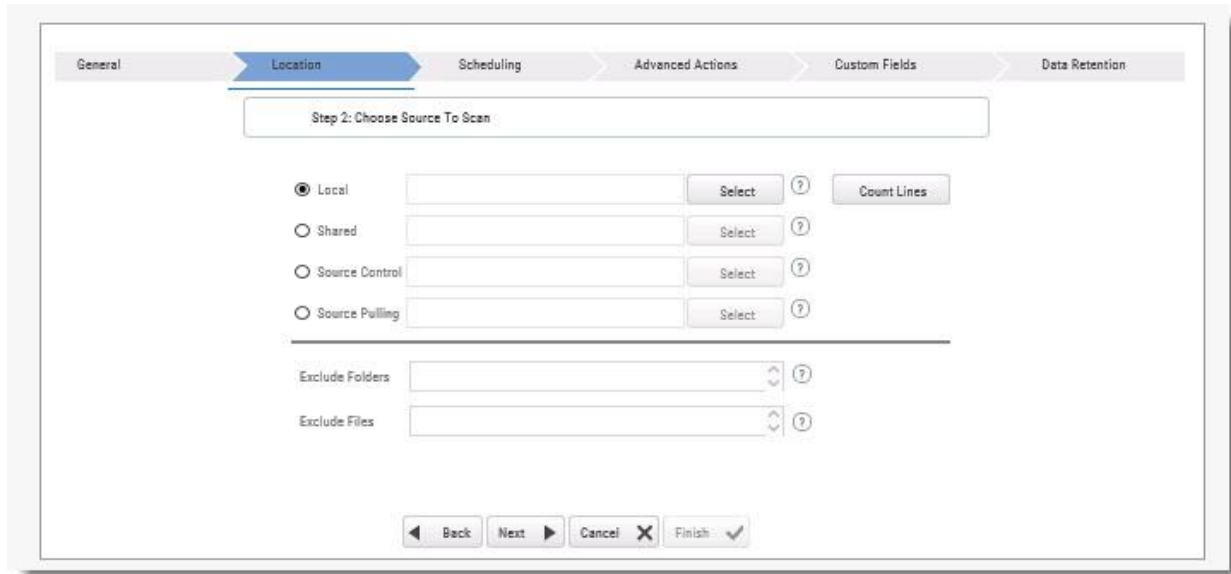 General Location Scheduling Advanced Actions Custom Fields Data Retention
Step 2: Choose Source To Scan
Local Select ? Count Lines
Shared Select ?
Source Control Select ?
Source Pulling Select ?
Exclude Folders ?
Exclude Files ?
Back Next Cancel Finish